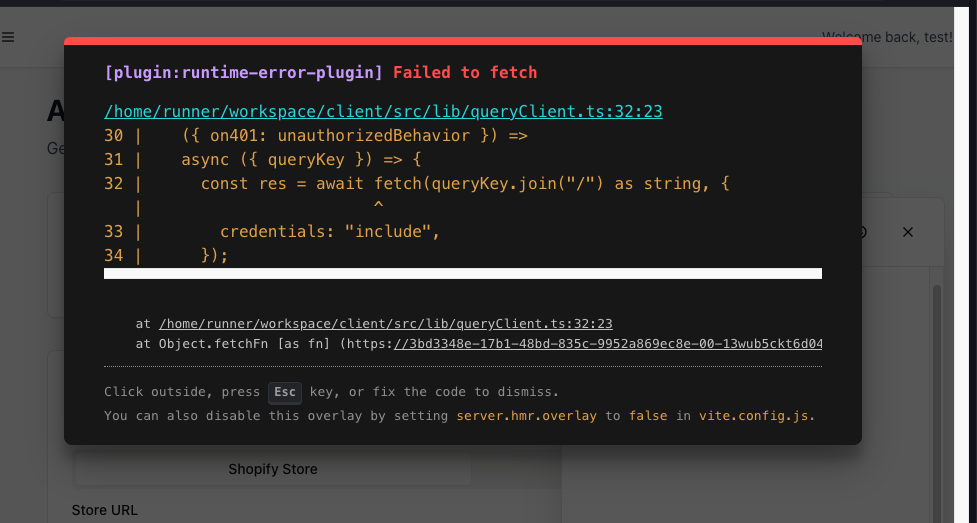 Welcome back, test!
A
Ge
[plugin:runtime-error-plugin] Failed to fetch
/home/runner/workspace/client/src/lib/queryClient.ts:32:23
30 |    ({ on401: unauthorizedBehavior }) =>
31 |    async ({ queryKey }) => {
32 |      const res = await fetch(queryKey.join("/") as string, {
   |                        ^
33 |        credentials: "include",
34 |      });
at /home/runner/workspace/client/src/lib/queryClient.ts:32:23
at Object.fetchFn [as fn] (https://3bd3348e-17b1-48bd-835c-9952a869ec8e-00-13wub5ckt6d04
Click outside, press Esc key, or fix the code to dismiss.
You can also disable this overlay by setting server.hmr.overlay to false in vite.config.js.
Shopify Store
Store URL